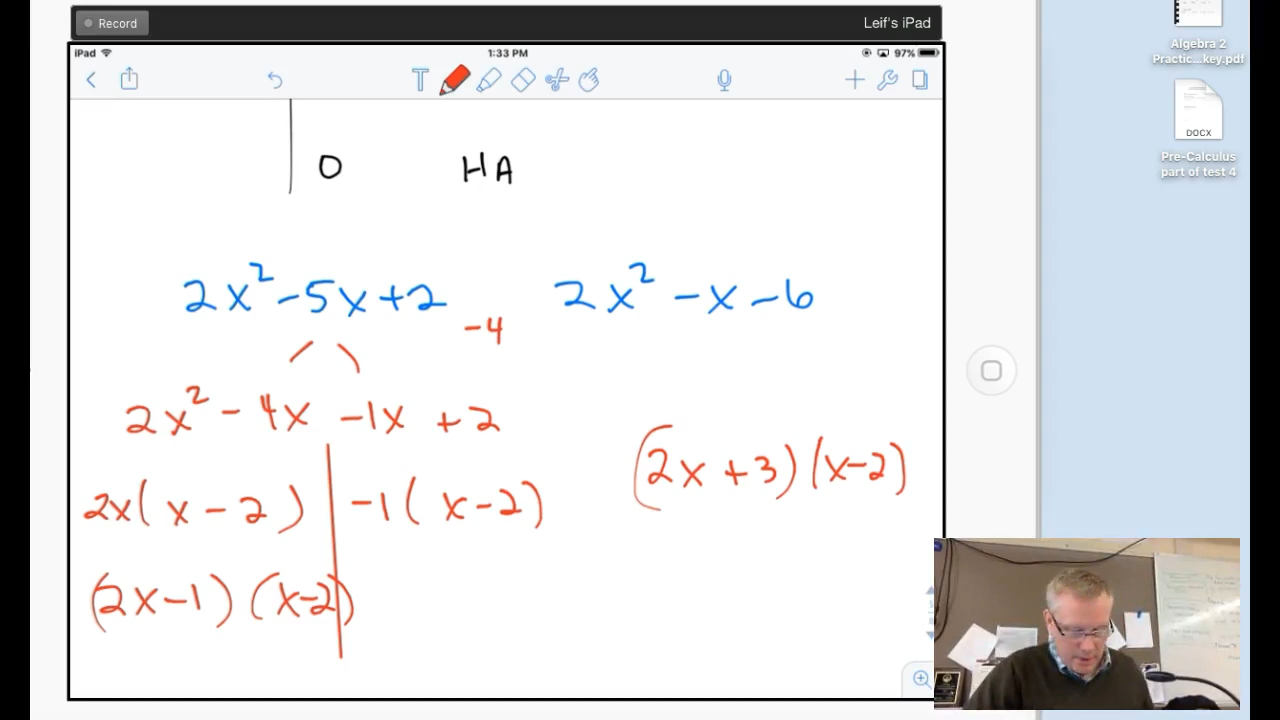 Record
Leif's iPad
iPad
1:33 PM
97%
T
O HA
2x² - 5x + 2
2x² - x - 6
-4
2x² - 4x - 1x + 2
2x(x - 2) -1(x - 2)
(2x + 3)(x - 2)
(2x - 1)(x - 2)
Algebra 2
Practic...key.pdf
DOCX
Pre-Calculus
part of test 4